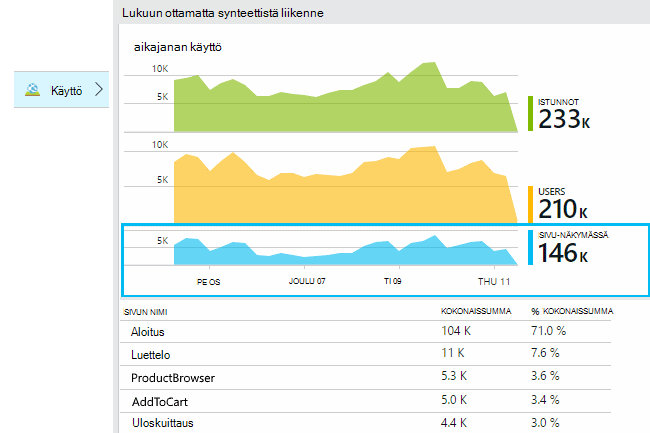 Lukuun ottamatta synteettistä liikenne
aikajanan käyttö
Käyttö
10K
5K
ISTUNNOT
233K
10K
5K
USERS
210K
5K
SIVU-NÄKYMÄSSÄ
146K
PE OS JOULU 07 TI 09 THU 11
SIVUN NIMI KOKONAISSUMMA % KOKONAISSUMMA
Aloitus 104 K 71.0 %
Luettelo 11 K 7.6 %
ProductBrowser 5.3 K 3.6 %
AddToCart 5.0 K 3.4 %
Uloskuittaus 4.4 K 3.0 %